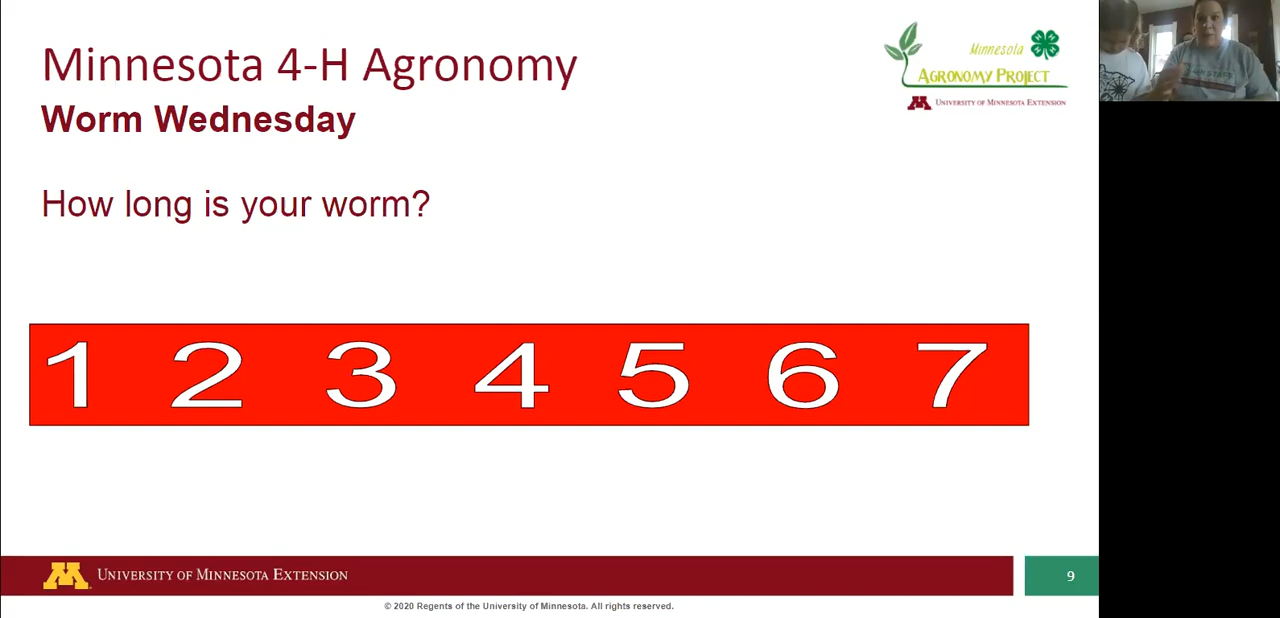 Minnesota 4-H Agronomy
Worm Wednesday
Minnesota
AGRONOMY PROJECT
UNIVERSITY OF MINNESOTA EXTENSION
How long is your worm?
1 2 3 4 5 6 7
UNIVERSITY OF MINNESOTA EXTENSION
9
© 2020 Regents of the University of Minnesota. All rights reserved.